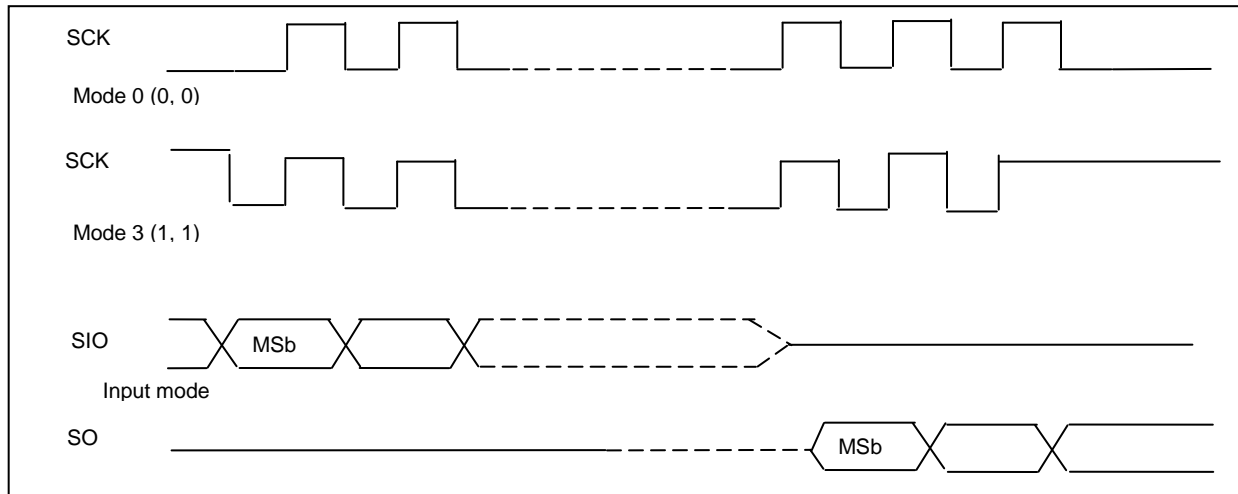 SCK
Mode 0 (0, 0)
SCK
Mode 3 (1, 1)
SIO
MSb
Input mode
SO
MSb